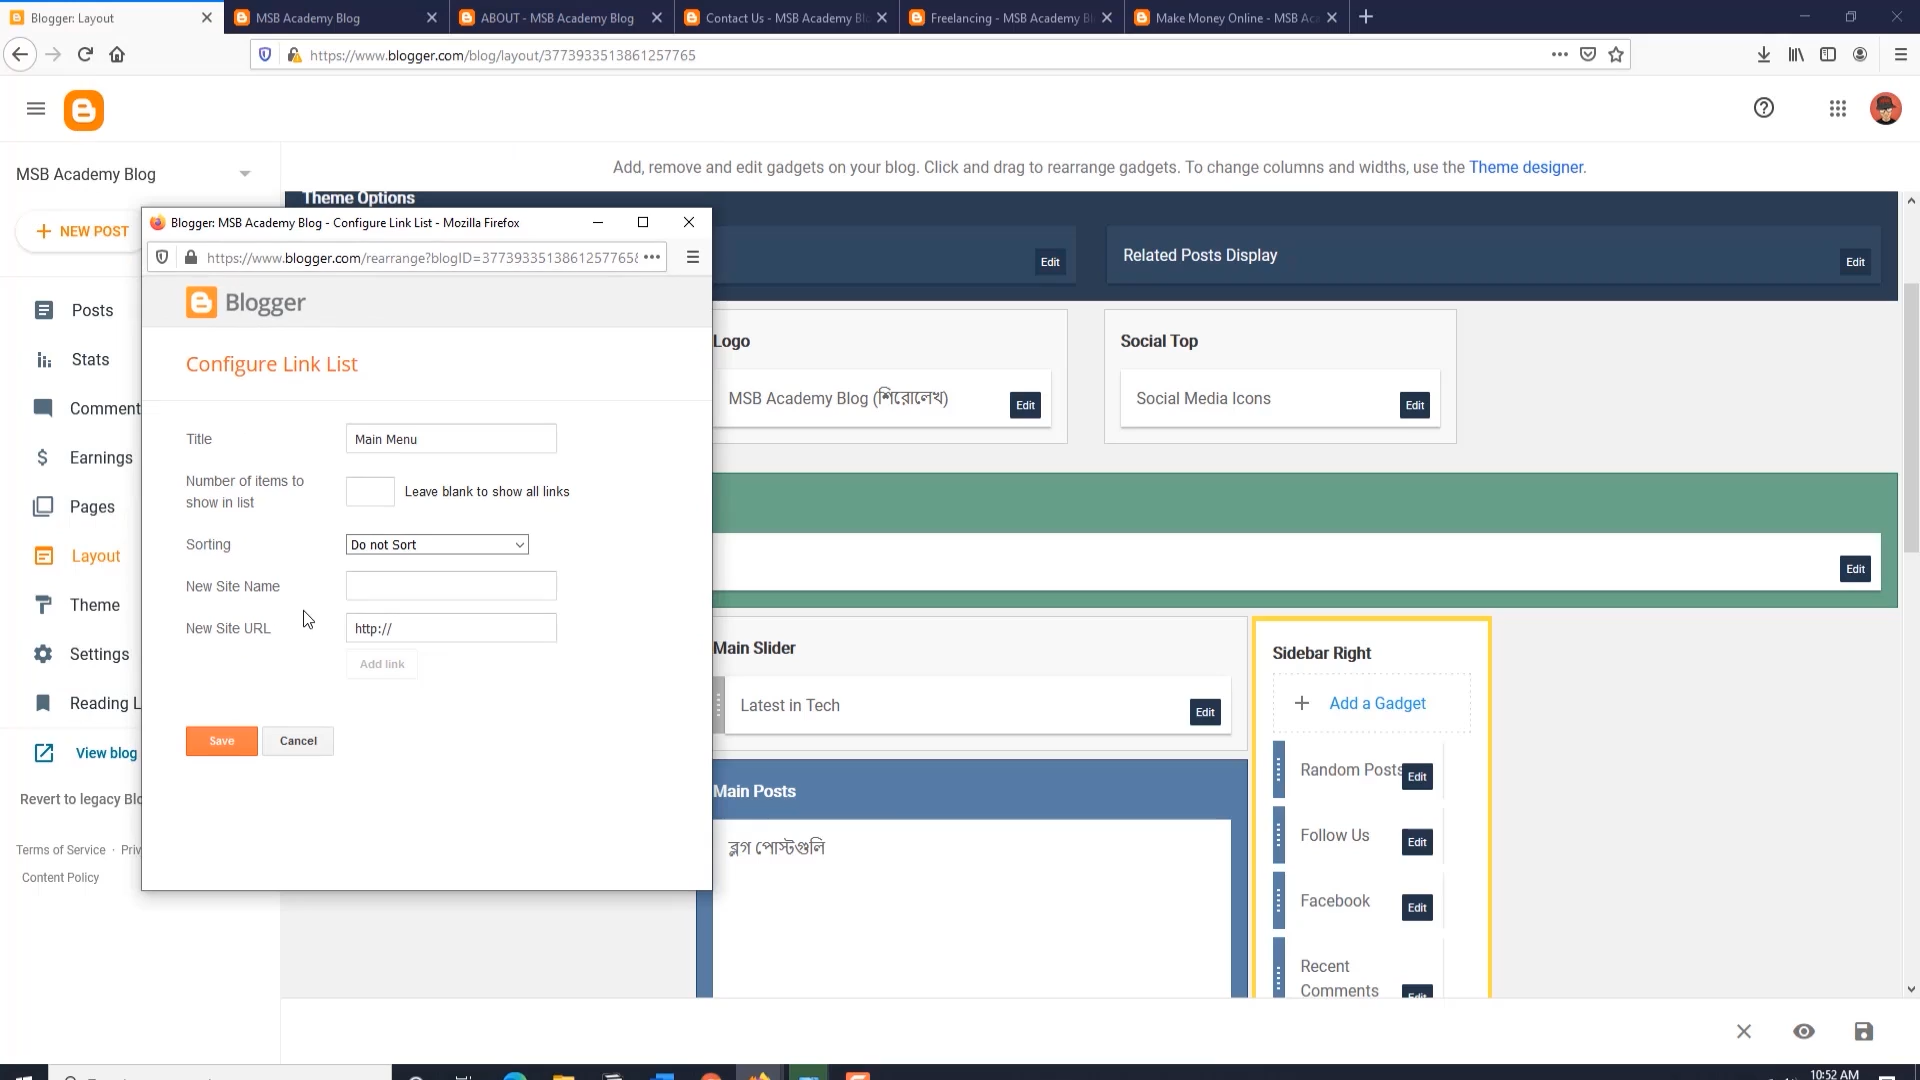 Blogger: Layout
MSB Academy Blog
ABOUT - MSB Academy Blog
Contact Us - MSB Academy Bl
Freelancing - MSB Academy B
Make Money Online - MSB Aca
https://www.blogger.com/blog/layout/3773933513861257765
MSB Academy Blog
Add, remove and edit gadgets on your blog. Click and drag to rearrange gadgets. To change columns and widths, use the Theme designer.
NEW POST
Posts
Stats
Comment
Earnings
Pages
Layout
Theme
Settings
Reading L
View blog
Revert to legacy Blo
Terms of Service · Priv
Content Policy
Blogger: MSB Academy Blog - Configure Link List - Mozilla Firefox
https://www.blogger.com/rearrange?blogID=3773933513861257765&
Blogger
Configure Link List
Title
Main Menu
Number of items to
show in list
Leave blank to show all links
Sorting
Do not Sort
New Site Name
New Site URL
http://
Add link
Save
Cancel
Theme Options
Edit
Related Posts Display
Edit
Logo
MSB Academy Blog (শিরোলেখ)
Edit
Social Top
Social Media Icons
Edit
Edit
Main Slider
Latest in Tech
Edit
Main Posts
ব্লগ পোস্টগুলি
Sidebar Right
Add a Gadget
Random Posts
Edit
Follow Us
Edit
Facebook
Edit
Recent
Comments
Edit
10:52 AM